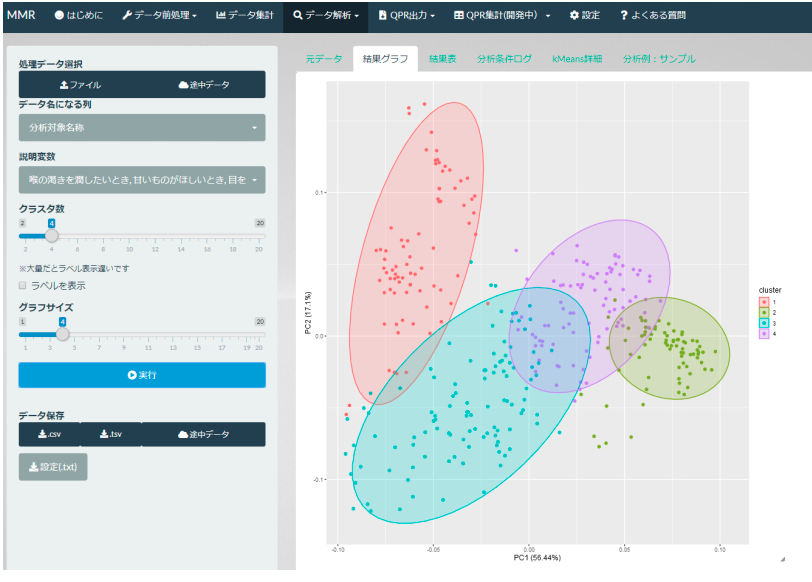 MMR はじめに データ前処理 データ集計 データ解析 QPR出力 QPR集計(開発中) 設定 ? よくある質問
処理データ選択
ファイル 途中データ
データ名になる列
分析対象名称
説明変数
喉の渇きを潤したいとき,甘いものがほしいとき,目を
クラスタ数
2 4 20
2 4 6 8 10 12 14 16 18 20
※大量だとラベル表示遅いです
ラベルを表示
グラフサイズ
1 4 20
1 3 5 7 9 11 13 15 17 19 20
実行
データ保存
.csv .tsv 途中データ
設定(.txt)
元データ 結果グラフ 結果表 分析条件ログ kMeans詳細 分析例：サンプル
PC2 (17.1%)
0.1
0.0
-0.1
-0.10 -0.05 0.00 0.05 0.10
PC1 (56.44%)
cluster
1
2
3
4